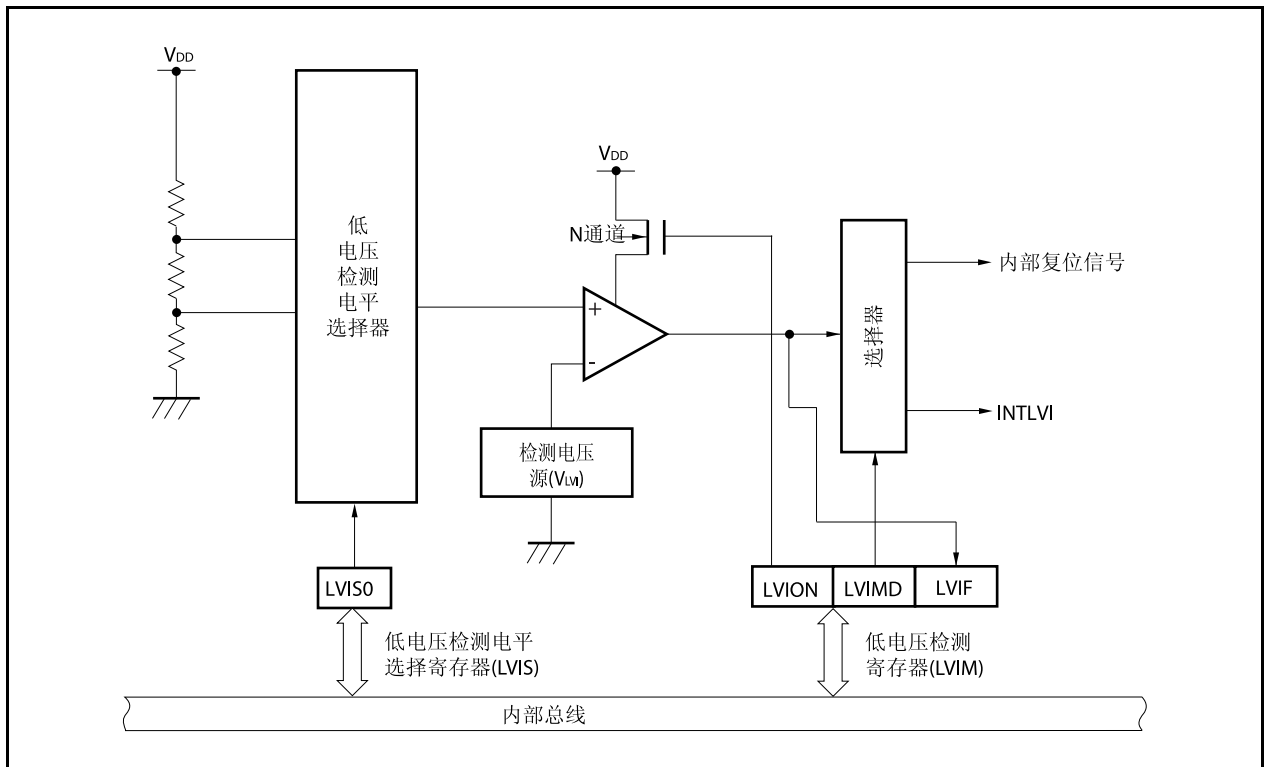 VDD
低
电压
检测
电平
选择器
VDD
N通道
+
-
检测电压
源(VLVI)
选择器
内部复位信号
INTLVI
LVIS0
LVION
LVIMD
LVIF
低电压检测电平
选择寄存器(LVIS)
低电压检测
寄存器(LVIM)
内部总线